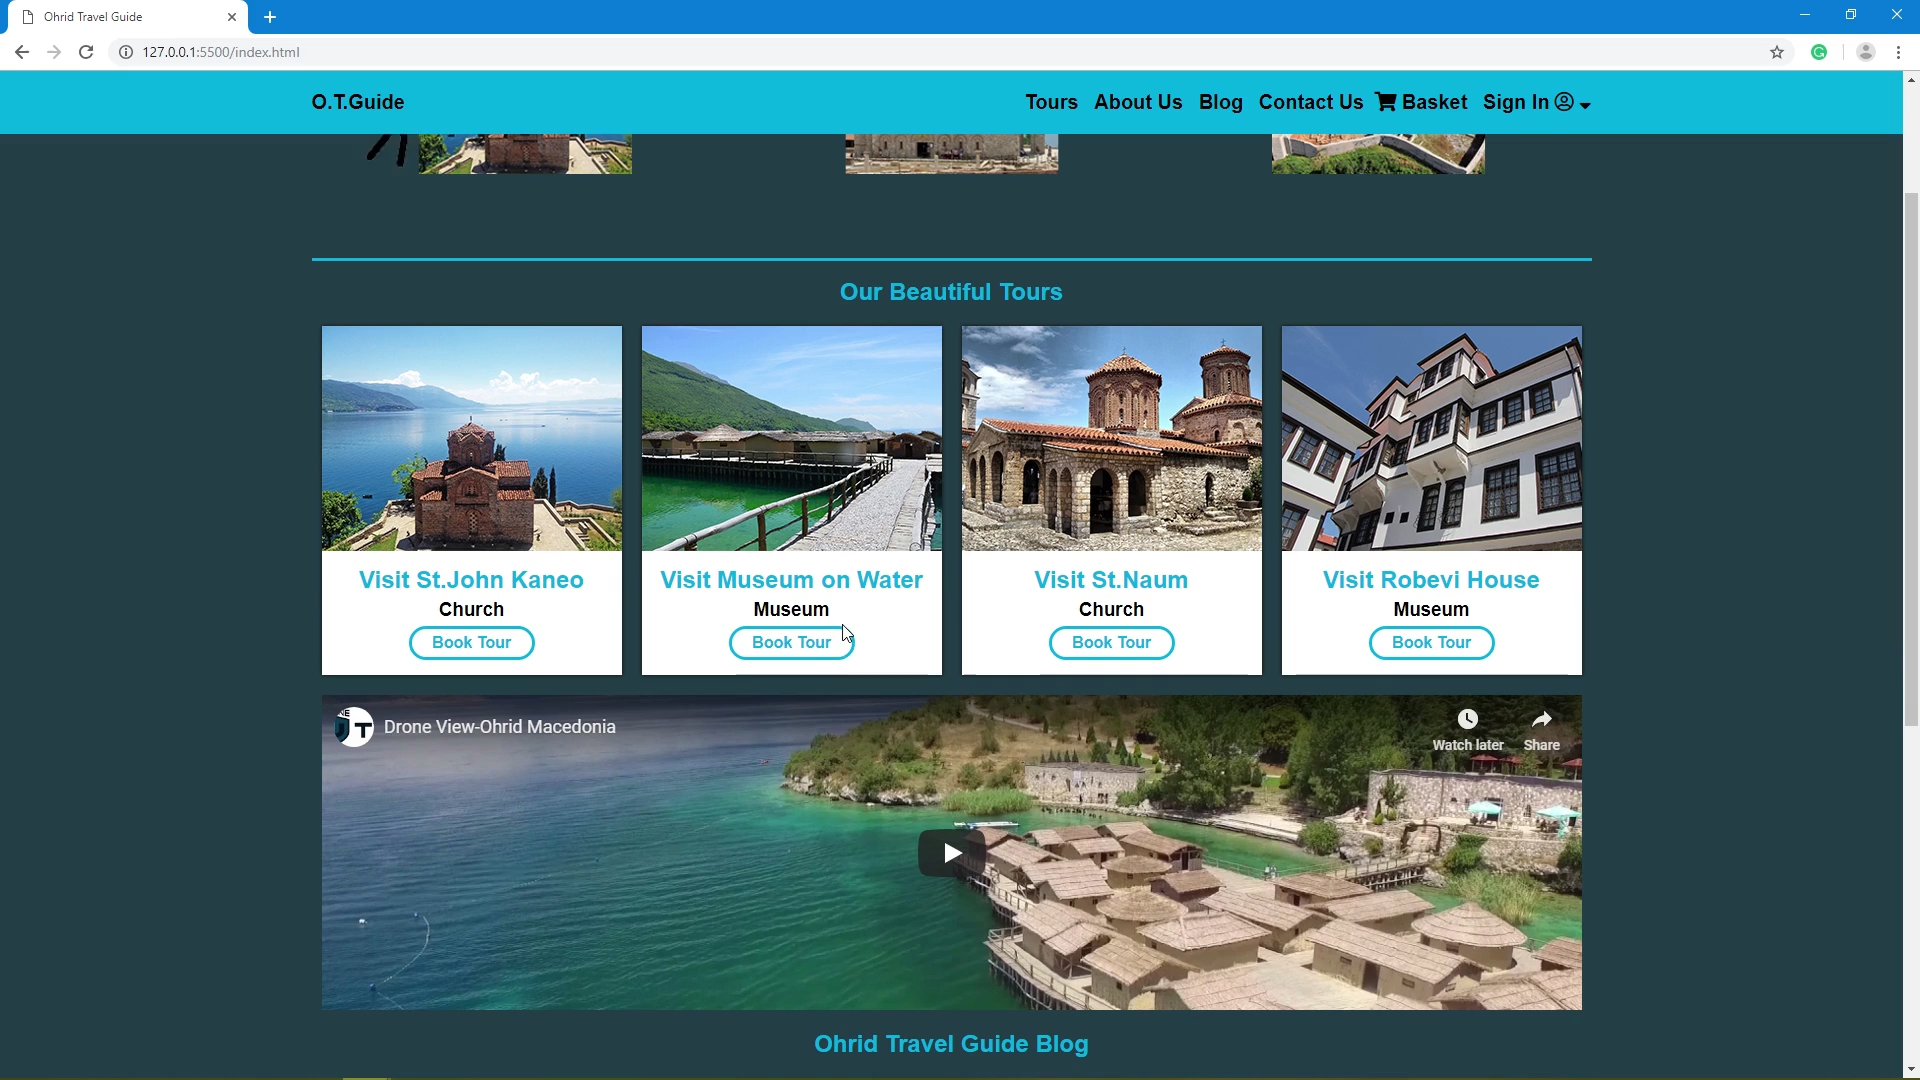 Ohrid Travel Guide
127.0.0.1:5500/index.html
O.T.Guide
Tours About Us Blog Contact Us Basket Sign In
Our Beautiful Tours
Visit St.John Kaneo
Church
Book Tour
Visit Museum on Water
Museum
Book Tour
Visit St.Naum
Church
Book Tour
Visit Robevi House
Museum
Book Tour
Drone View-Ohrid Macedonia
Watch later
Share
Ohrid Travel Guide Blog